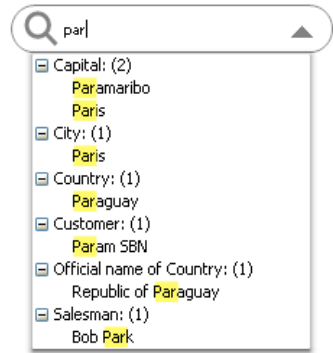 par
Capital: (2)
Paramaribo
Paris
City: (1)
Paris
Country: (1)
Paraguay
Customer: (1)
Param SBN
Official name of Country: (1)
Republic of Paraguay
Salesman: (1)
Bob Park